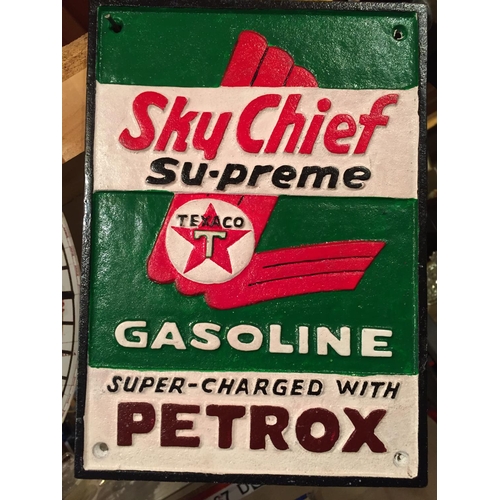 Sky Chief
Su-preme
TEXACO
T
GASOLINE
SUPER-CHARGED WITH
PETROX